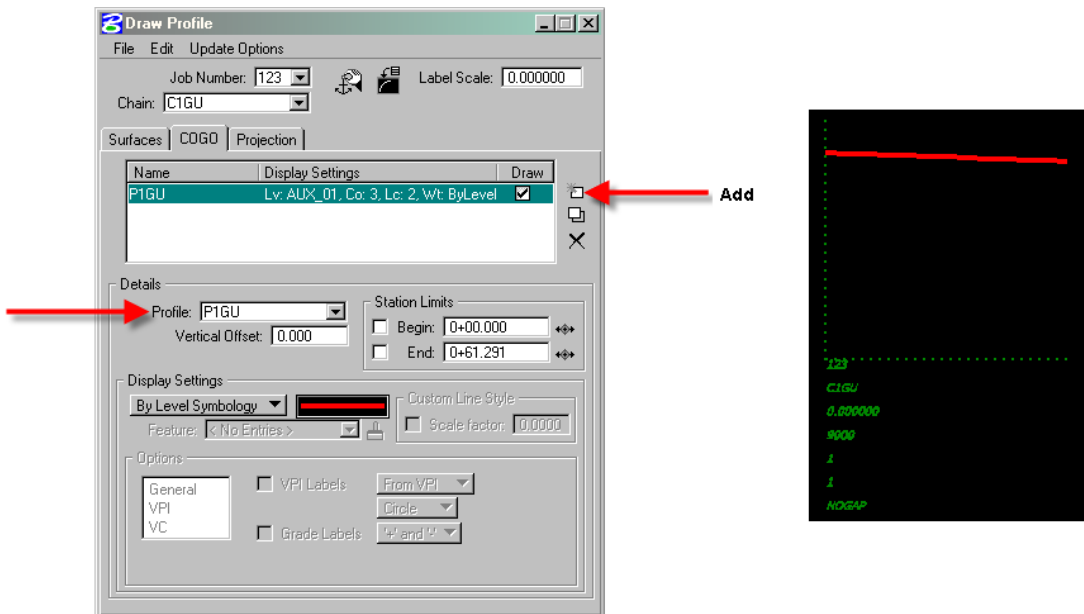 Draw Profile
File Edit Update Options
Job Number: 123 Label Scale: 0.000000
Chain: C1GU
Surfaces COGO Projection
Name Display Settings Draw
P1GU Lv: AUX_01, Co: 3, Lc: 2, Wt: ByLevel
Add
Details
Profile: P1GU
Vertical Offset: 0.000
Station Limits
Begin: 0+00.000
End: 0+61.291
Display Settings
By Level Symbology
Custom Line Style
Feature: < No Entries >
Scale factor: 0.0000
Options
General
VPI
VC
VPI Labels From VPI
Circle
Grade Labels '+' and '-'
123
C1GU
0.000000
9000
1
1
NOGAP